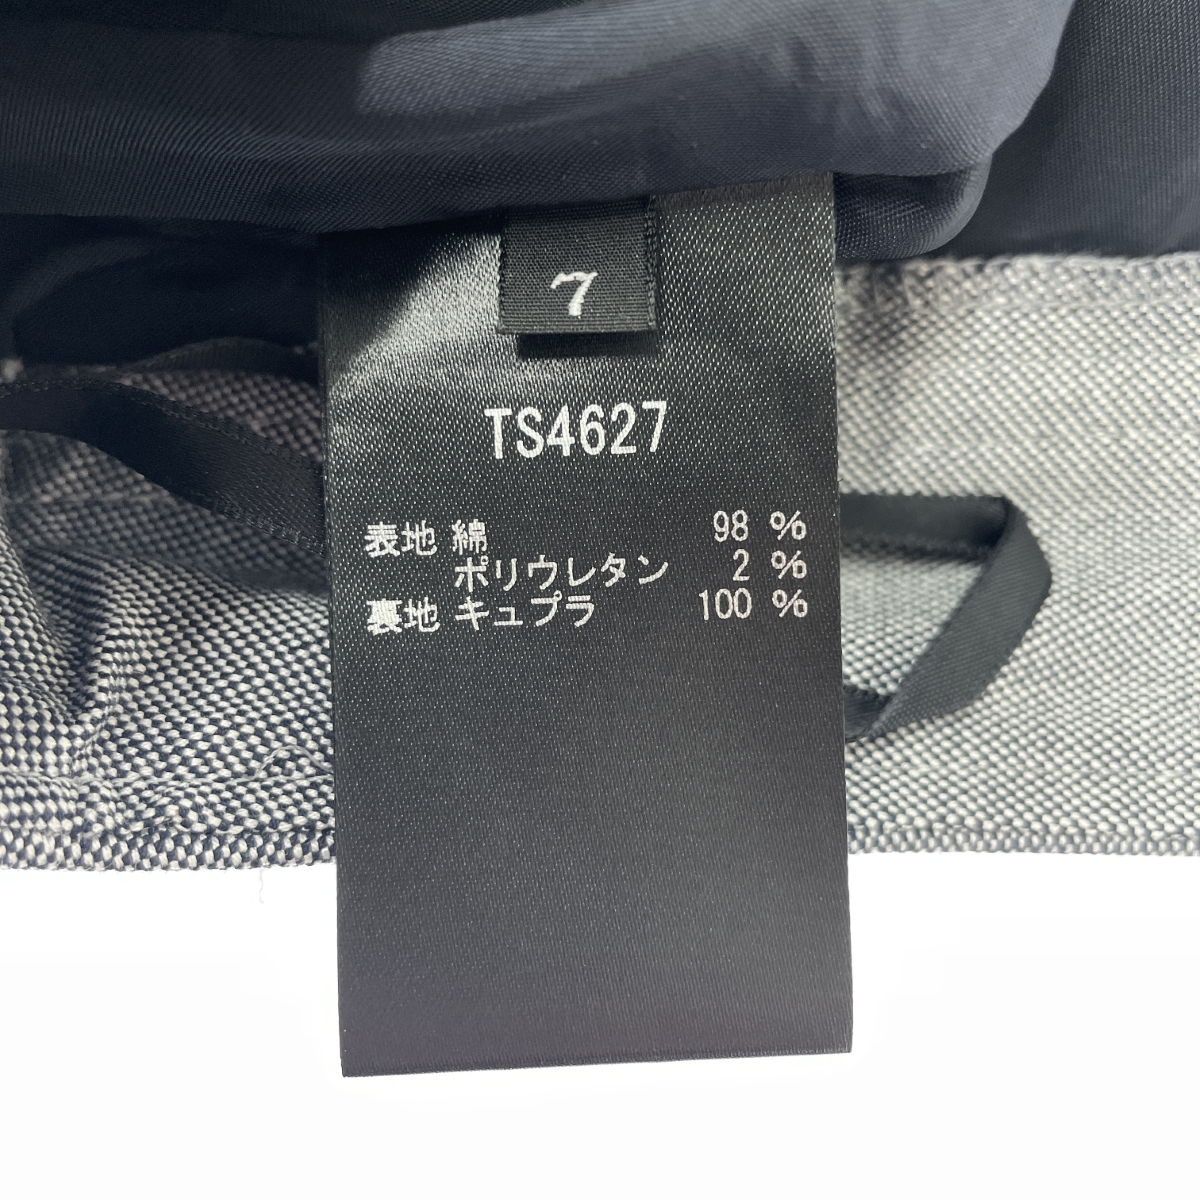 7
TS4627
表地 綿 98 %
ポリウレタン 2 %
裏地 キュプラ 100 %